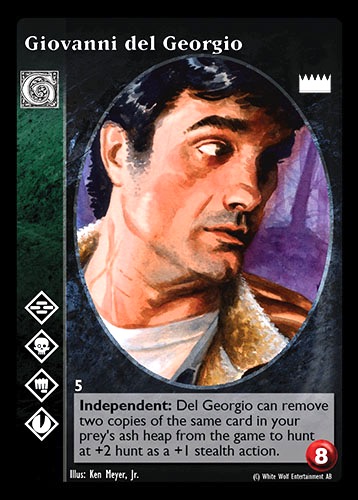 Giovanni del Georgio
5
Independent: Del Georgio can remove
two copies of the same card in your
prey's ash heap from the game to hunt
at +2 hunt as a +1 stealth action.
8
Illus: Ken Meyer, Jr.
(C) White Wolf Entertainment AB